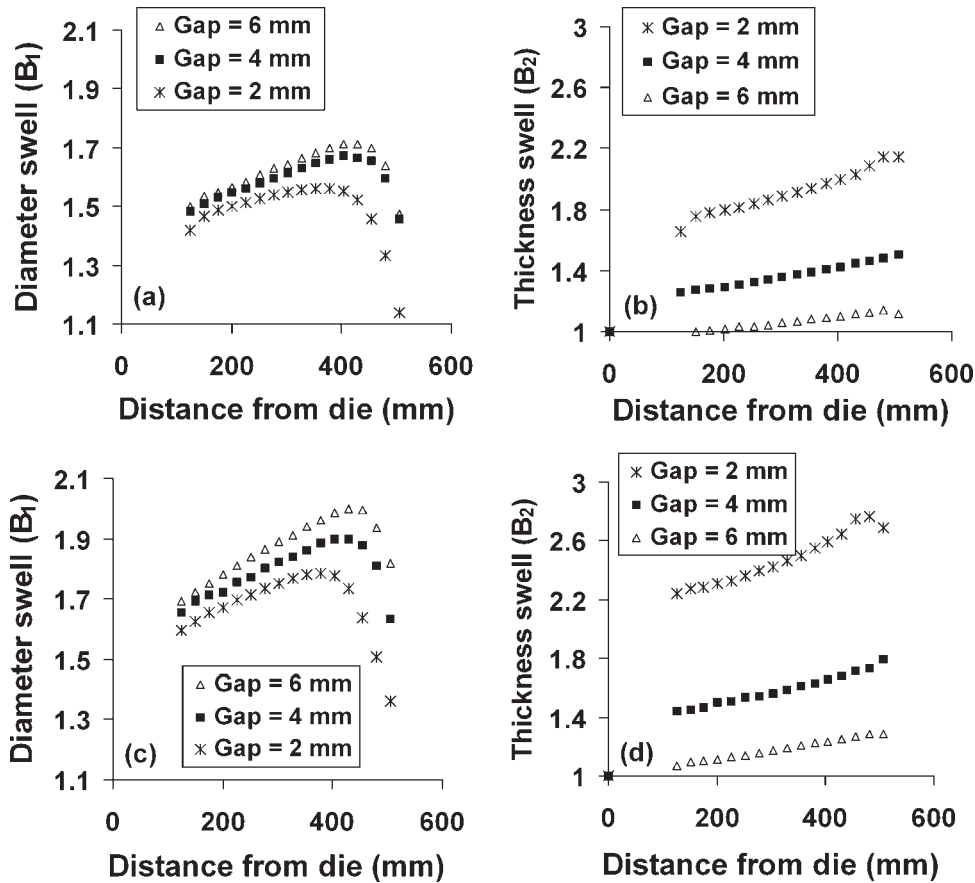 Diameter swell (B1)
2.1
1.9
1.7
1.5
1.3
1.1
△ Gap = 6 mm
■ Gap = 4 mm
✳ Gap = 2 mm
(a)
0
200
400
600
Distance from die (mm)
Thickness swell (B2)
3
2.6
2.2
1.8
1.4
1
✳ Gap = 2 mm
■ Gap = 4 mm
△ Gap = 6 mm
(b)
0
200
400
600
Distance from die (mm)
Diameter swell (B1)
2.1
1.9
1.7
1.5
1.3
1.1
△ Gap = 6 mm
■ Gap = 4 mm
✳ Gap = 2 mm
(c)
0
200
400
600
Distance from die (mm)
Thickness swell (B2)
3
2.6
2.2
1.8
1.4
1
✳ Gap = 2 mm
■ Gap = 4 mm
△ Gap = 6 mm
(d)
0
200
400
600
Distance from die (mm)